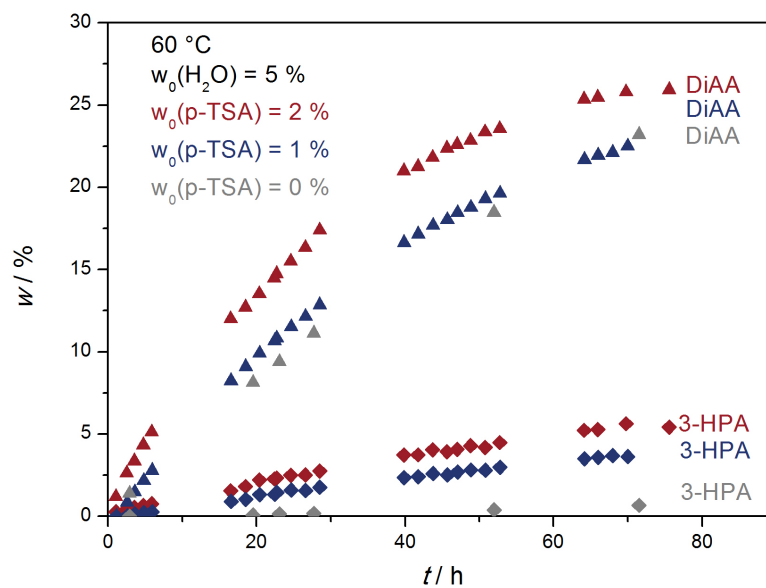 30
25
20
15
10
5
0
w / %
60 °C
w₀(H₂O) = 5 %
w₀(p-TSA) = 2 %
w₀(p-TSA) = 1 %
w₀(p-TSA) = 0 %
DiAA
DiAA
DiAA
3-HPA
3-HPA
3-HPA
0 20 40 60 80
t / h